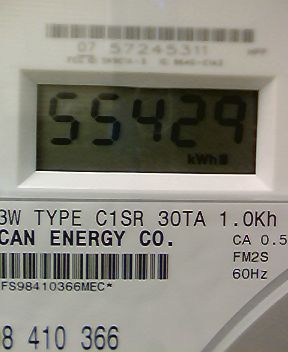 07 57245311
55429
kWh
3W TYPE C1SR 30TA 1.0Kh
CAN ENERGY CO.
CA 0.5
FM2S
60Hz
FS98410366MEC*
98 410 366